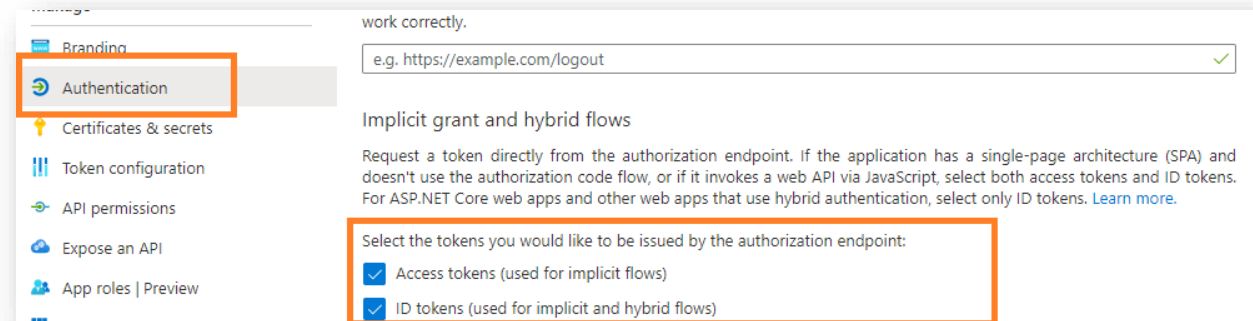 Manage
work correctly.
Branding
e.g. https://example.com/logout
Authentication
Certificates & secrets
Implicit grant and hybrid flows
Token configuration
Request a token directly from the authorization endpoint. If the application has a single-page architecture (SPA) and
doesn't use the authorization code flow, or if it invokes a web API via JavaScript, select both access tokens and ID tokens.
For ASP.NET Core web apps and other web apps that use hybrid authentication, select only ID tokens. Learn more.
API permissions
Expose an API
Select the tokens you would like to be issued by the authorization endpoint:
Access tokens (used for implicit flows)
App roles | Preview
ID tokens (used for implicit and hybrid flows)